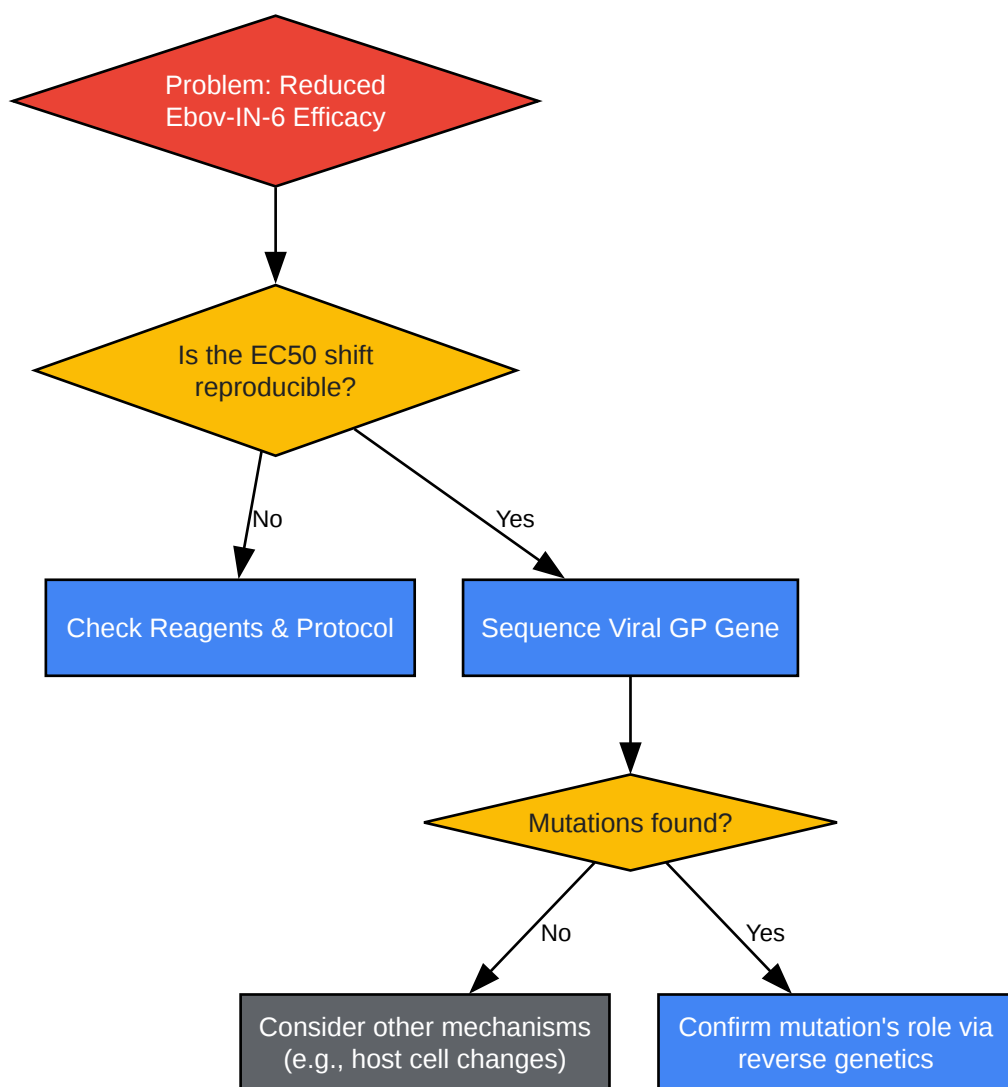 Problem: Reduced
Ebov-IN-6 Efficacy
Is the EC50 shift
reproducible?
No
Yes
Check Reagents & Protocol
Sequence Viral GP Gene
Mutations found?
No
Yes
Consider other mechanisms
(e.g., host cell changes)
Confirm mutation's role via
reverse genetics